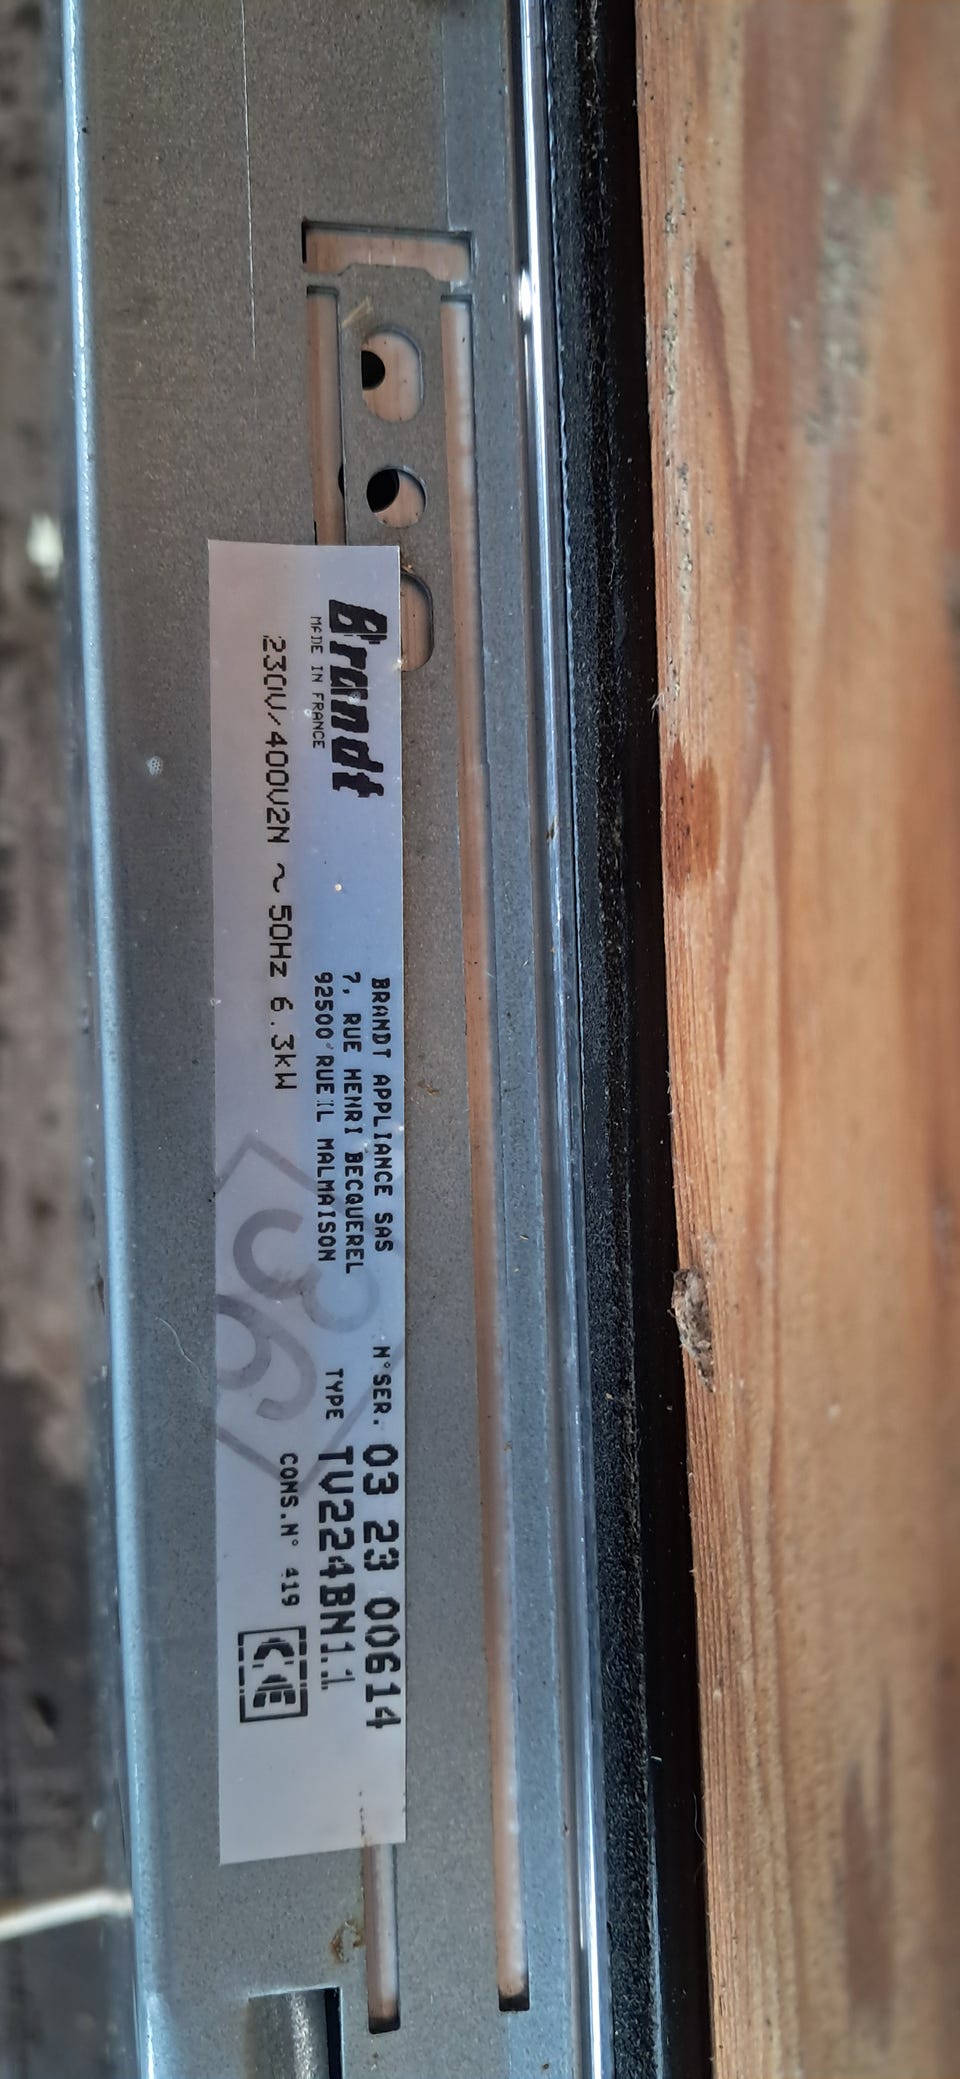 Brandt
MADE IN FRANCE
230V/400V2N ~ 50Hz 6.3kW
BRANDT APPLIANCE SAS
7, RUE HENRI BECQUEREL
92500 RUEIL MALMAISON
N°SER. 03 23 00614
TYPE TV224BN1.1
CONS.N° 419
CE